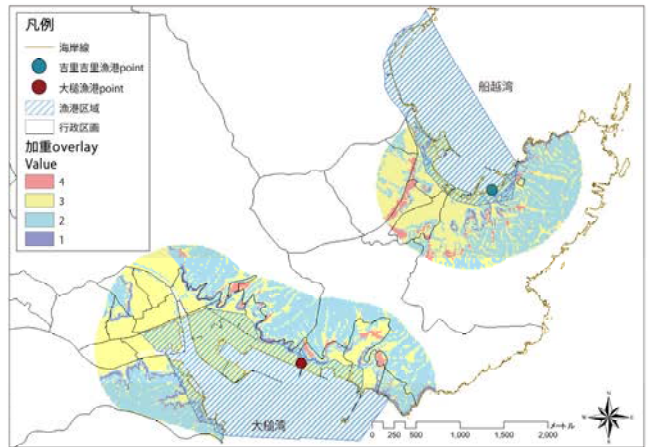 凡例
海岸線
吉里吉里漁港point
大槌漁港point
漁港区域
行政区画
加重overlay
Value
4
3
2
1
船越湾
大槌湾
N
W
E
S
メートル
0 250 500 1,000 1,500 2,000